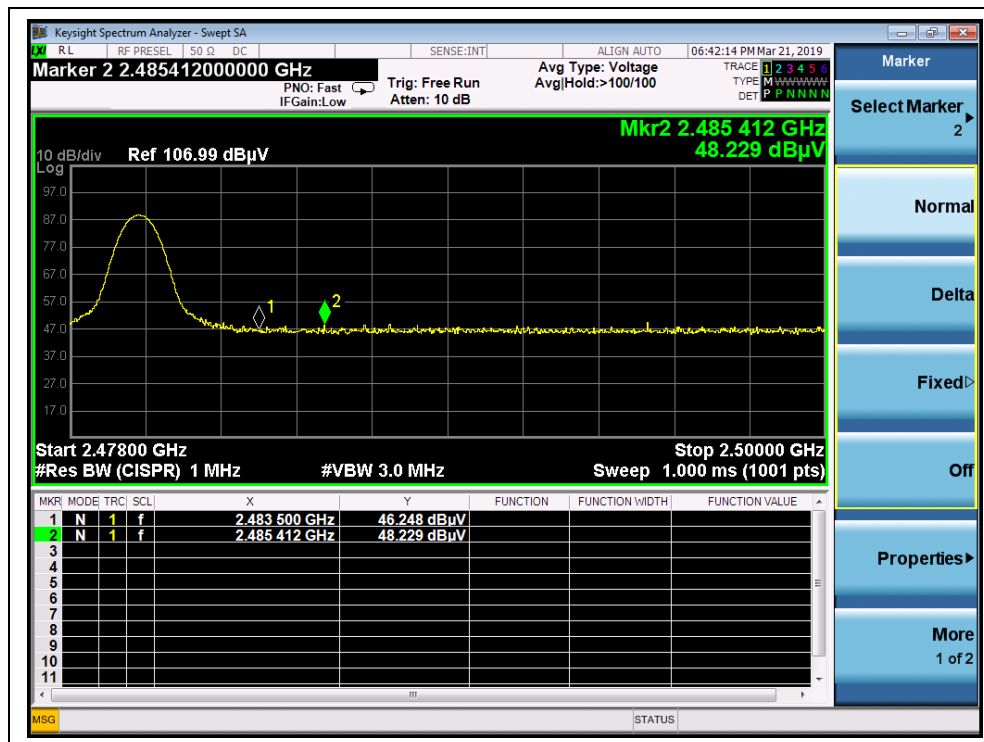 Keysight Spectrum Analyzer - Swept SA
LXI RL RF PRESEL 50 Ω DC SENSE:INT ALIGN AUTO 06:42:14 PM Mar 21, 2019
Marker 2 2.485412000000 GHz
PNO: Fast
IFGain:Low
Trig: Free Run
Atten: 10 dB
Avg Type: Voltage
Avg|Hold:>100/100
TRACE 1 2 3 4 5 6
TYPE M WWWWW
DET P P N N N N
Mkr2 2.485 412 GHz
48.229 dBµV
10 dB/div Ref 106.99 dBµV
Log
97.0
87.0
77.0
67.0
57.0
47.0
37.0
27.0
17.0
1
2
Start 2.47800 GHz Stop 2.50000 GHz
#Res BW (CISPR) 1 MHz #VBW 3.0 MHz Sweep 1.000 ms (1001 pts)
MKR MODE TRC SCL X Y FUNCTION FUNCTION WIDTH FUNCTION VALUE
1 N 1 f 2.483 500 GHz 46.248 dBµV
2 N 1 f 2.485 412 GHz 48.229 dBµV
3
4
5
6
7
8
9
10
11
MSG STATUS
Marker
Select Marker
2
Normal
Delta
Fixed
Off
Properties
More
1 of 2